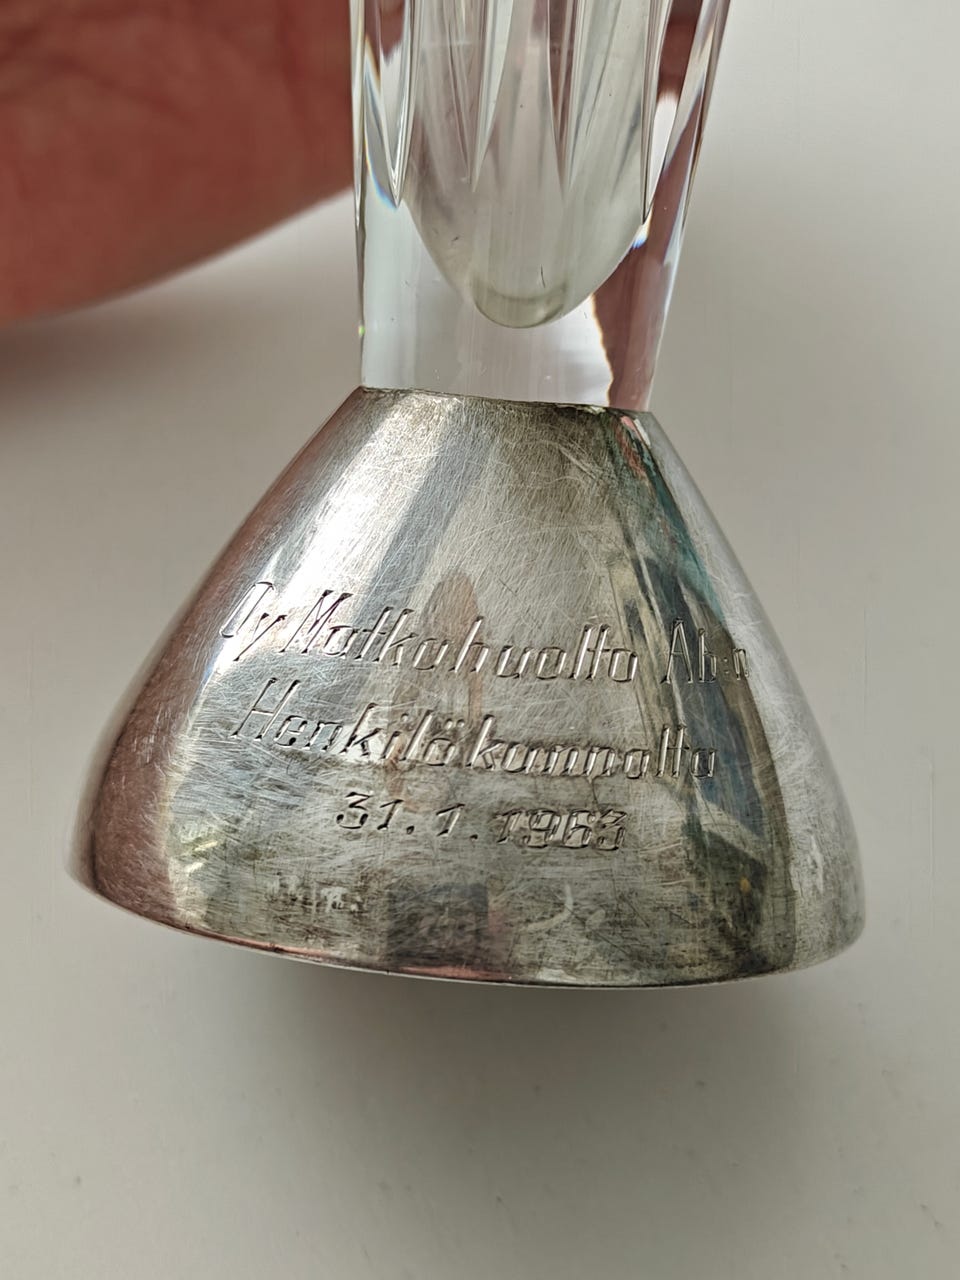 Oy Matkahuolto Ab:n
Henkilökunnalta
31.1.1963